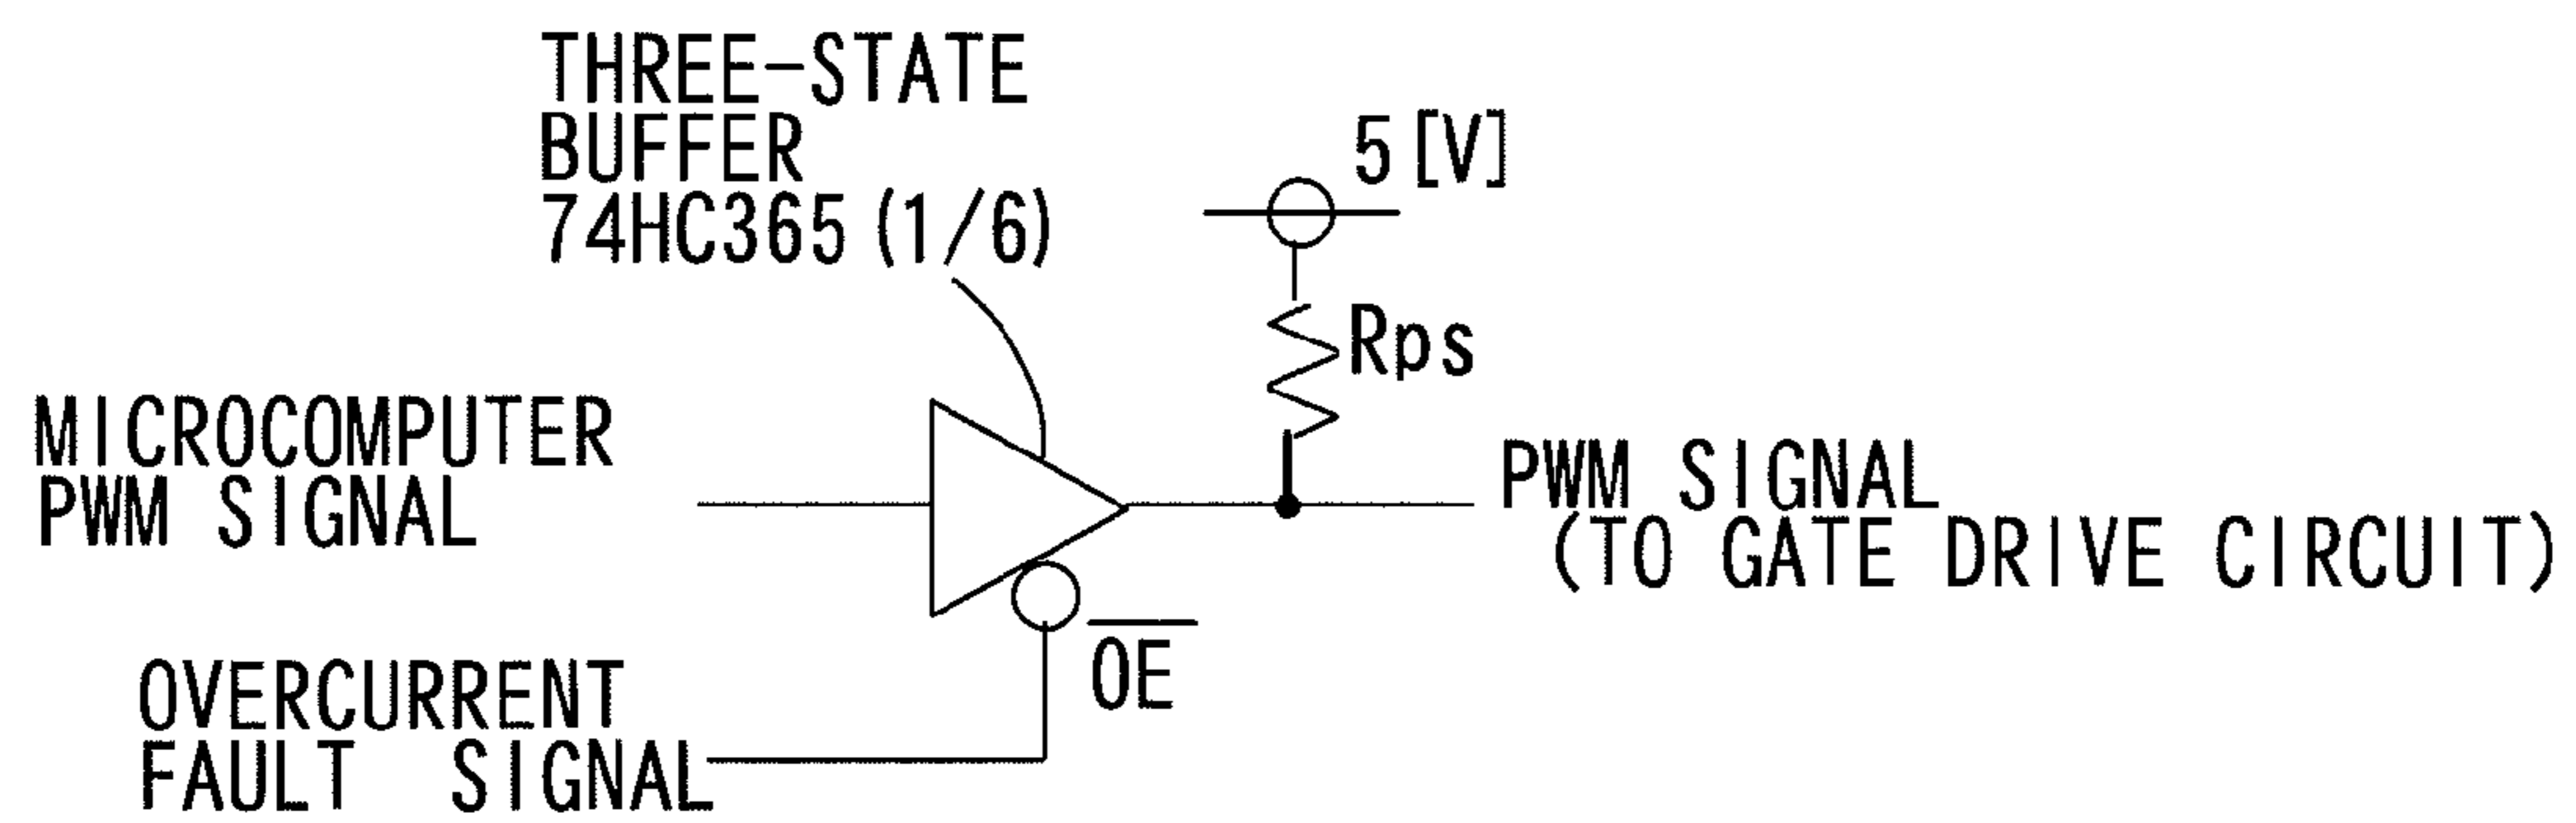 THREE-STATE
BUFFER
74HC365(1/6)
5[V]
Rps
MICROCOMPUTER
PWM SIGNAL
PWM SIGNAL
(TO GATE DRIVE CIRCUIT)
OE
OVERCURRENT
FAULT SIGNAL